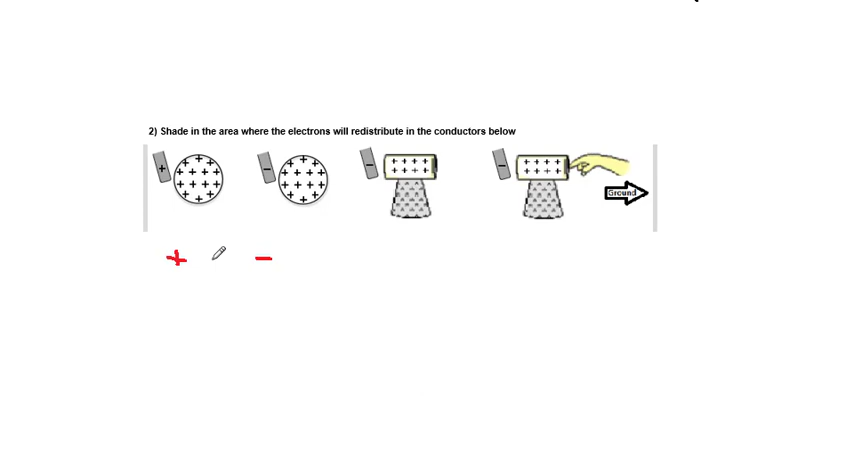 2) Shade in the area where the electrons will redistribute in the conductors below
+ - - -
+ + + + + + + + + + + + + +
+ + + + + + + + + + + + + +
+ + + + + + + +
+ + + + + + + +
Ground
+ -